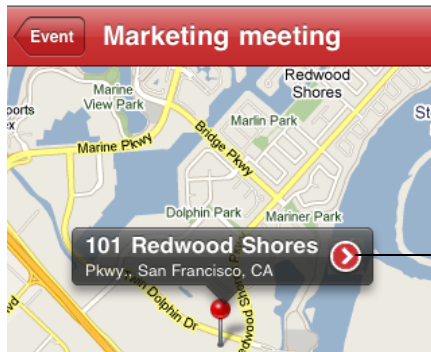 Event
Marketing meeting
Redwood
Shores
Marine
View Park
Marlin Park
Marine Pkwy
Bridge Pkwy
Dolphin Park
Mariner Park
101 Redwood Shores
Pkwy., San Francisco, CA
Dolphin Dr